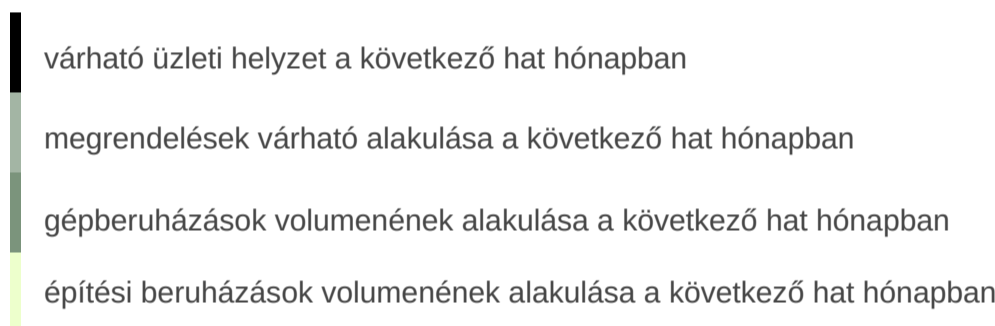 várható üzleti helyzet a következő hat hónapban
megrendelések várható alakulása a következő hat hónapban
gépberuházások volumenének alakulása a következő hat hónapban
építési beruházások volumenének alakulása a következő hat hónapban